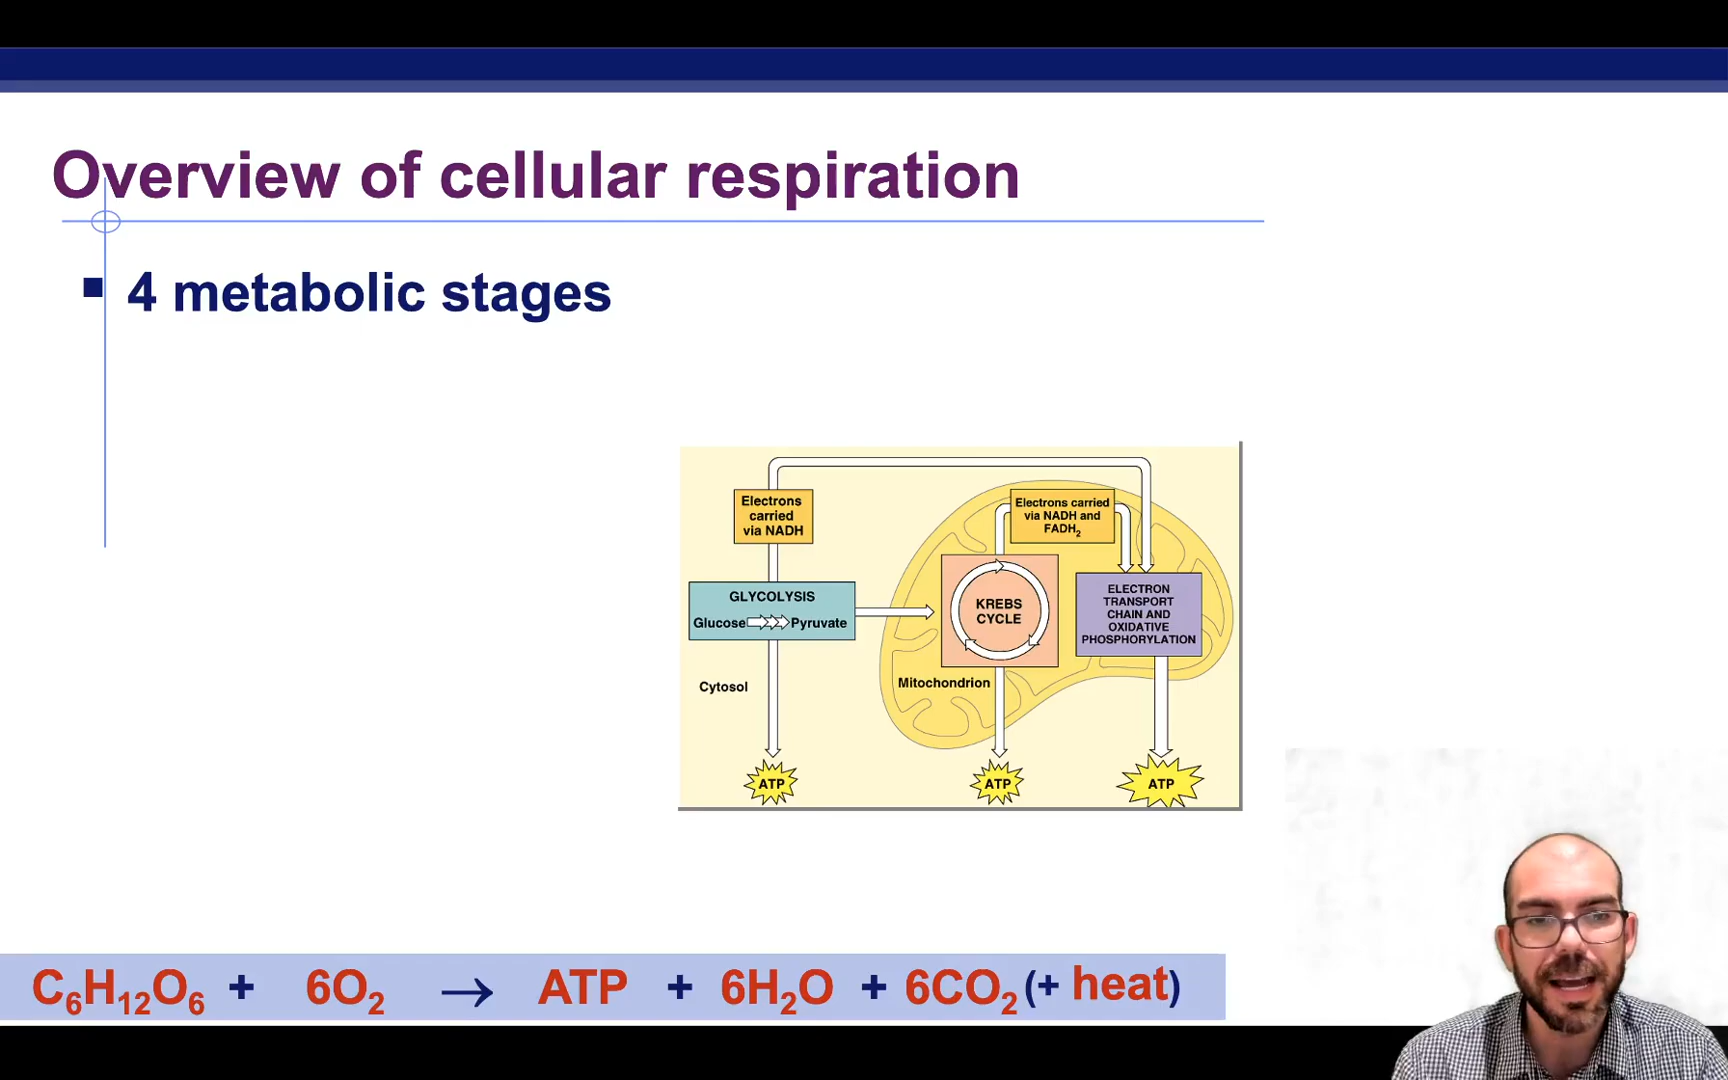 Overview of cellular respiration
▪ 4 metabolic stages
Electrons
carried
via NADH
Electrons carried
via NADH and
FADH₂
GLYCOLYSIS
Glucose Pyruvate
KREBS
CYCLE
ELECTRON
TRANSPORT
CHAIN AND
OXIDATIVE
PHOSPHORYLATION
Cytosol
Mitochondrion
ATP
ATP
ATP
C₆H₁₂O₆ + 6O₂ → ATP + 6H₂O + 6CO₂ (+ heat)